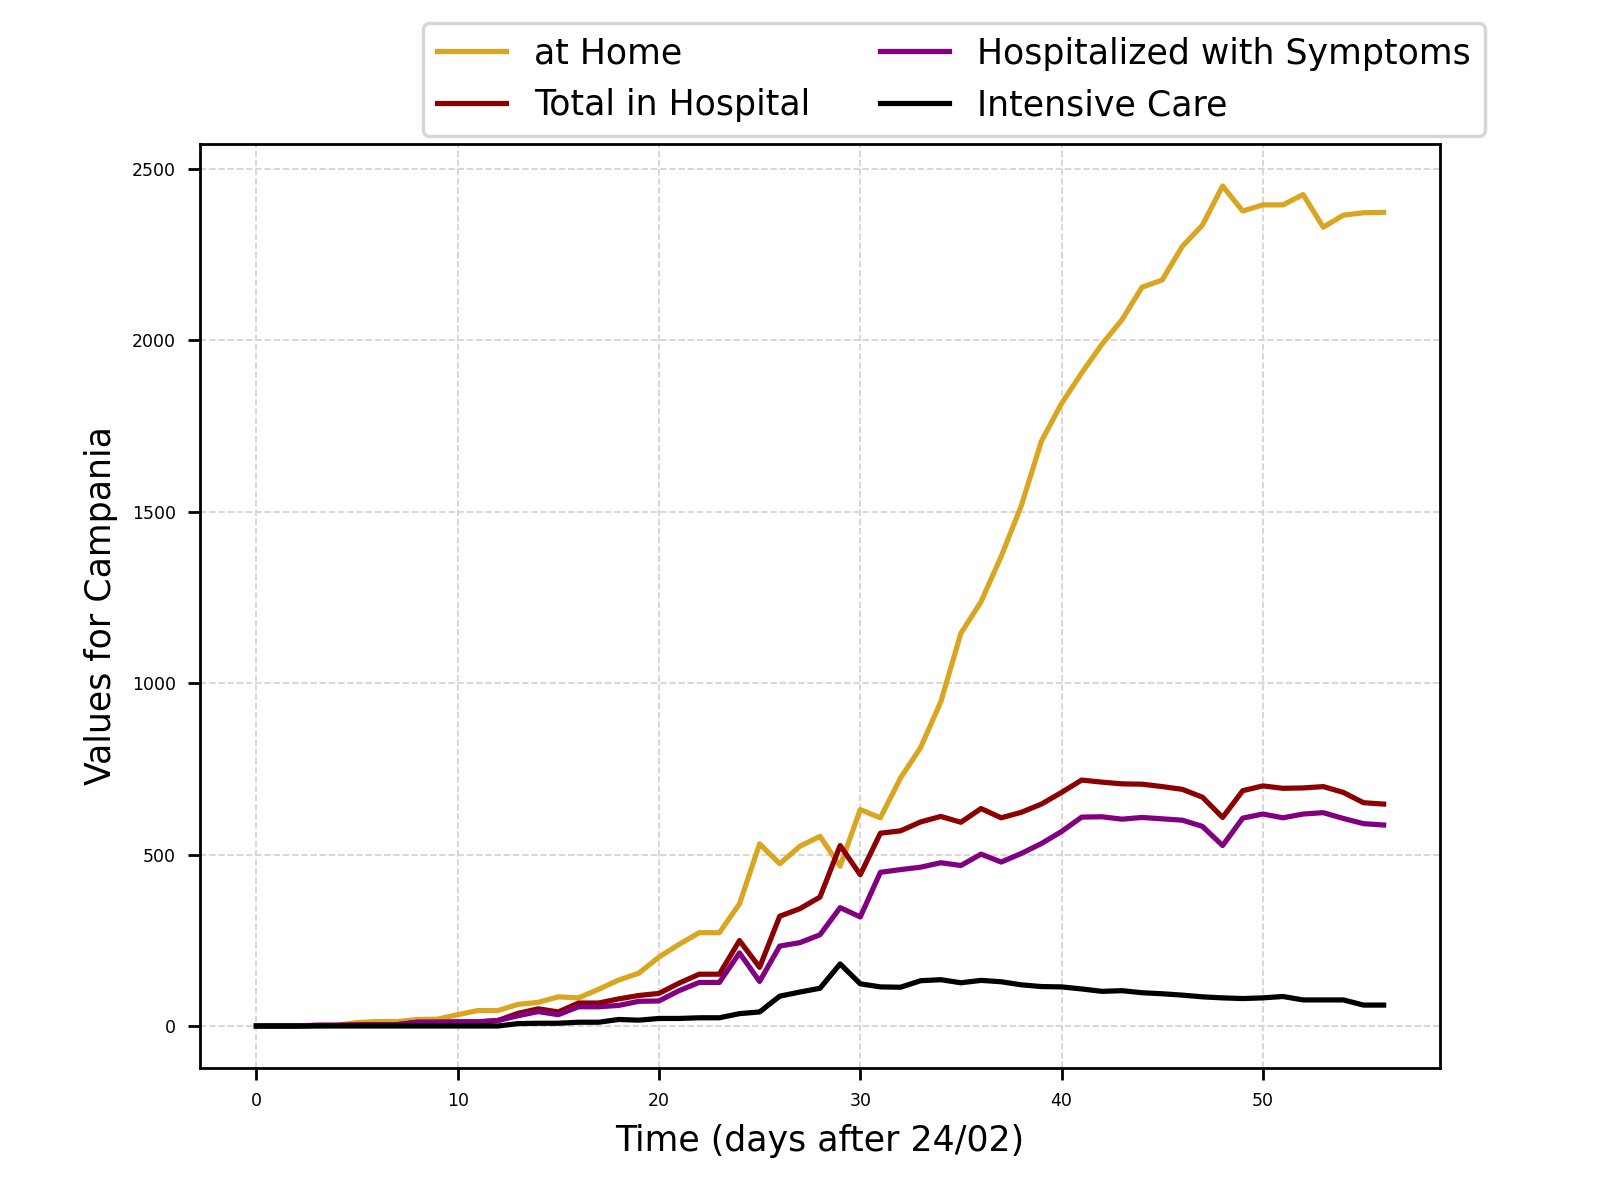 at Home
Total in Hospital
Hospitalized with Symptoms
Intensive Care
Values for Campania
2500
2000
1500
1000
500
0
0 10 20 30 40 50
Time (days after 24/02)